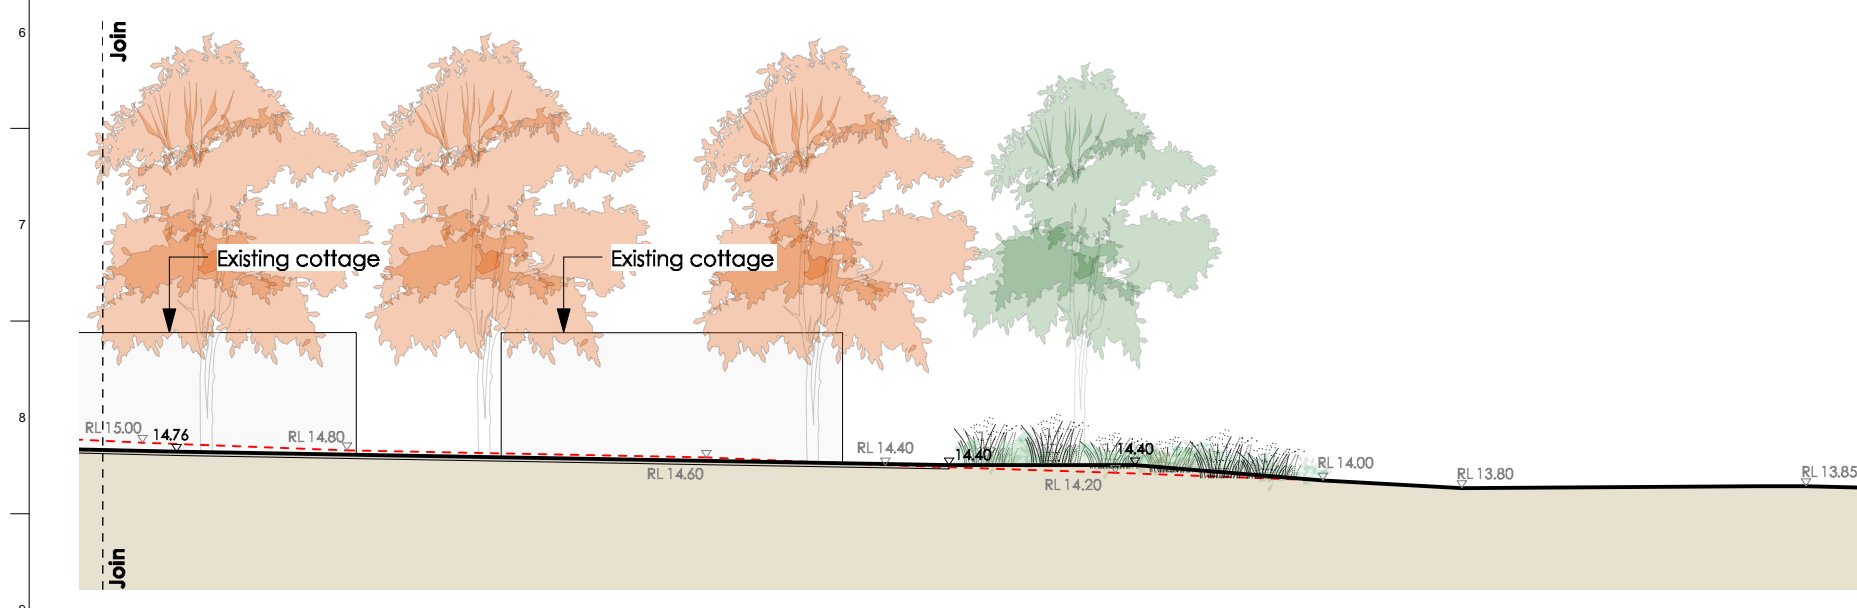 6
Join
7
Existing cottage
Existing cottage
8
RL 15.00
14.76
RL 14.80
RL 14.60
RL 14.40
14.40
14.40
RL 14.20
RL 14.00
RL 13.80
RL 13.85
Join